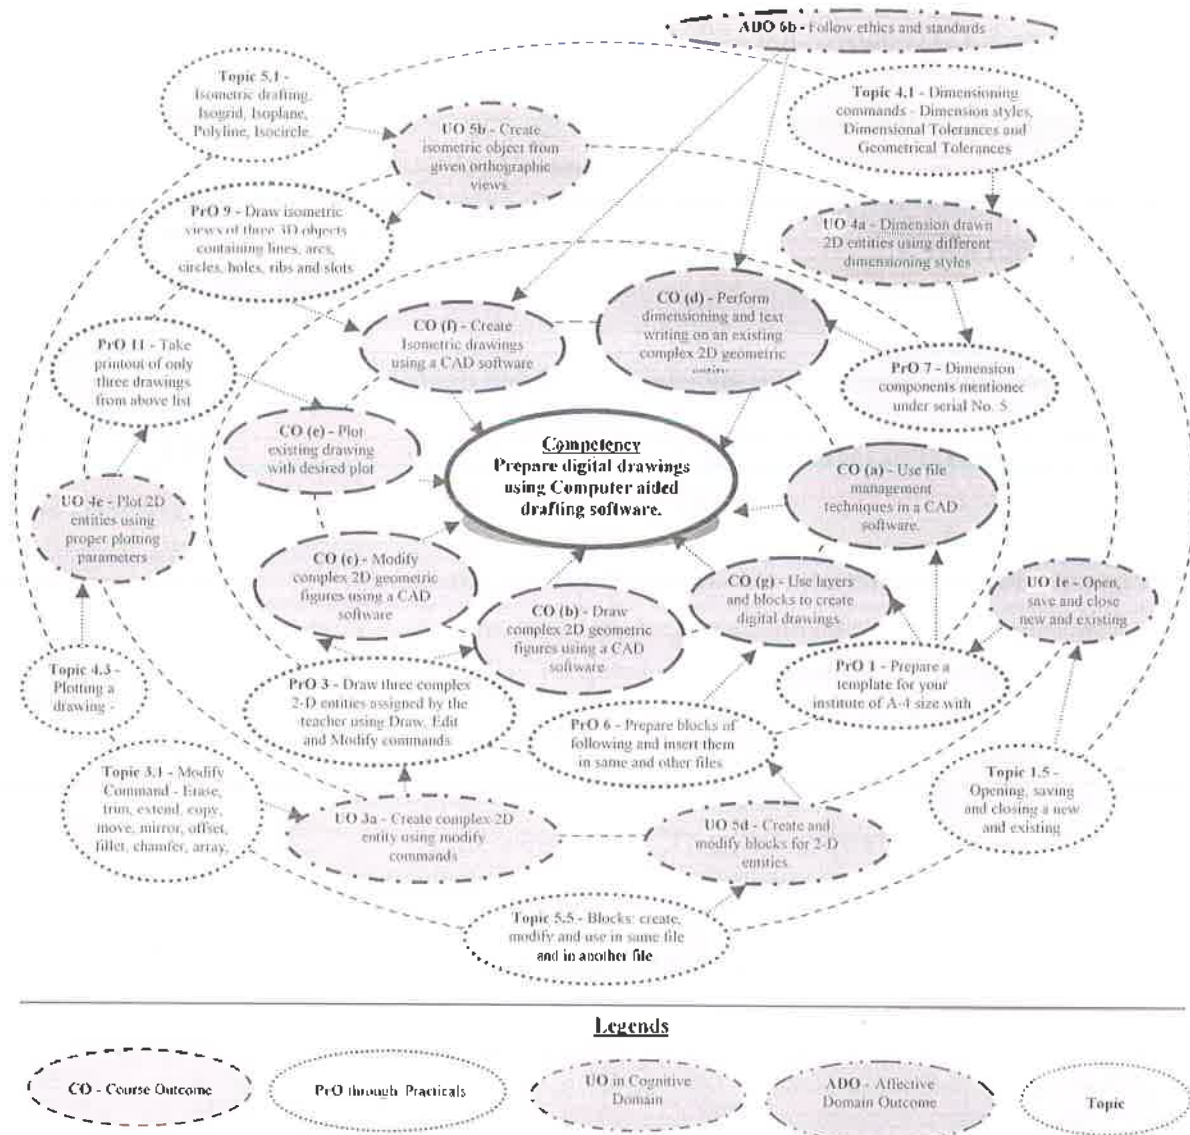 ADO 6b - Follow ethics and standards
Topic 5.1 -
Isometric drafting,
Isogrid, Isoplane,
Polyline, Isocircle.
Topic 4.1 - Dimensioning
commands - Dimension styles,
Dimensional Tolerances and
Geometrical Tolerances
UO 5b - Create
isometric object from
given orthographic
views.
PrO 9 - Draw isometric
views of three 3D objects
containing lines, arcs,
circles, holes, ribs and slots
UO 4a - Dimension drawn
2D entities using different
dimensioning styles
CO (f) - Create
Isometric drawings
using a CAD software
CO (d) - Perform
dimensioning and text
writing on an existing
complex 2D geometric
entity
PrO 11 - Take
printout of only
three drawings
from above list
PrO 7 - Dimension
components mentioned
under serial No. 5
CO (e) - Plot
existing drawing
with desired plot
Competency
Prepare digital drawings
using Computer aided
drafting software.
CO (a) - Use file
management
techniques in a CAD
software.
UO 4e - Plot 2D
entities using
proper plotting
parameters
CO (c) - Modify
complex 2D geometric
figures using a CAD
software
CO (b) - Draw
complex 2D geometric
figures using a CAD
software
CO (g) - Use layers
and blocks to create
digital drawings.
UO 1e - Open,
save and close
new and existing
Topic 4.3 -
Plotting a
drawing -
PrO 3 - Draw three complex
2-D entities assigned by the
teacher using Draw, Edit
and Modify commands
PrO 6 - Prepare blocks of
following and insert them
in same and other files
PrO 1 - Prepare a
template for your
institute of A-4 size with
Topic 3.1 - Modify
Command - Erase,
trim, extend, copy,
move, mirror, offset,
fillet, chamfer, array,
UO 3a - Create complex 2D
entity using modify
commands
UO 5d - Create and
modify blocks for 2-D
entities.
Topic 1.5 -
Opening, saving
and closing a new
and existing
Topic 5.5 - Blocks: create,
modify and use in same file
and in another file
Legends
CO - Course Outcome
PrO through Practicals
UO in Cognitive
Domain
ADO - Affective
Domain Outcome
Topic